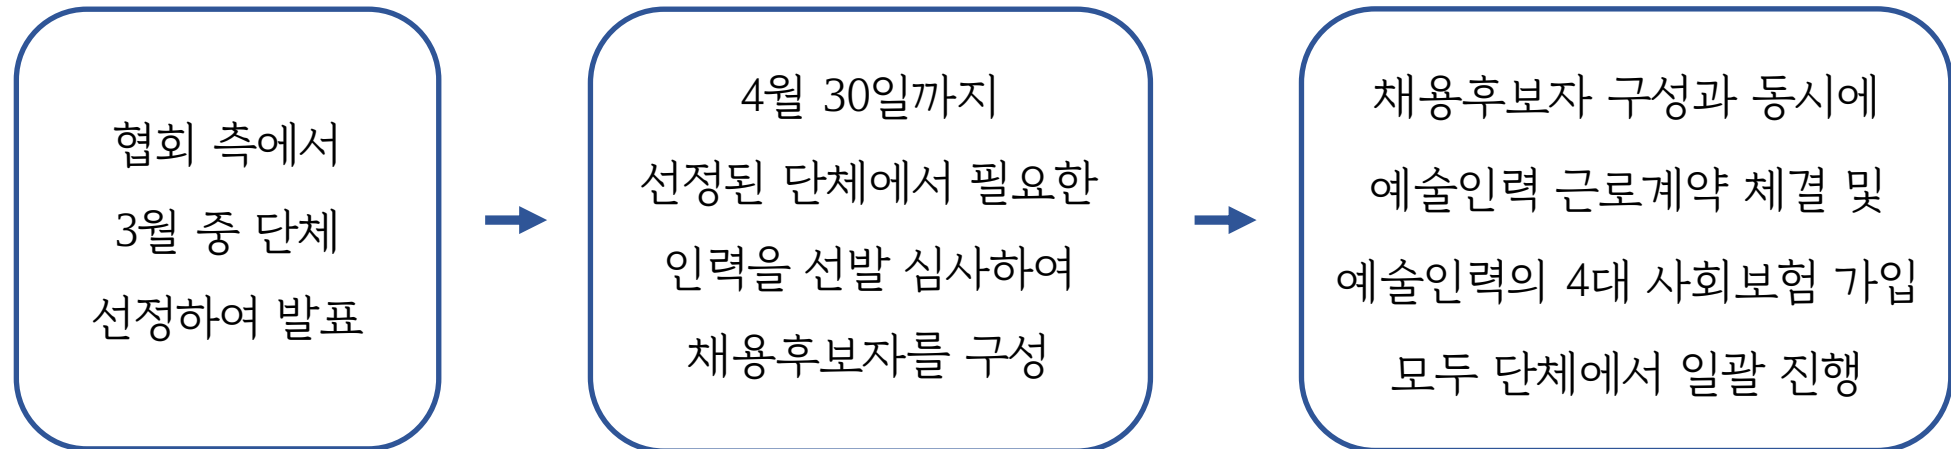 협회 측에서
3월 중 단체
선정하여 발표
4월 30일까지
선정된 단체에서 필요한
인력을 선발 심사하여
채용후보자를 구성
채용후보자 구성과 동시에
예술인력 근로계약 체결 및
예술인력의 4대 사회보험 가입
모두 단체에서 일괄 진행